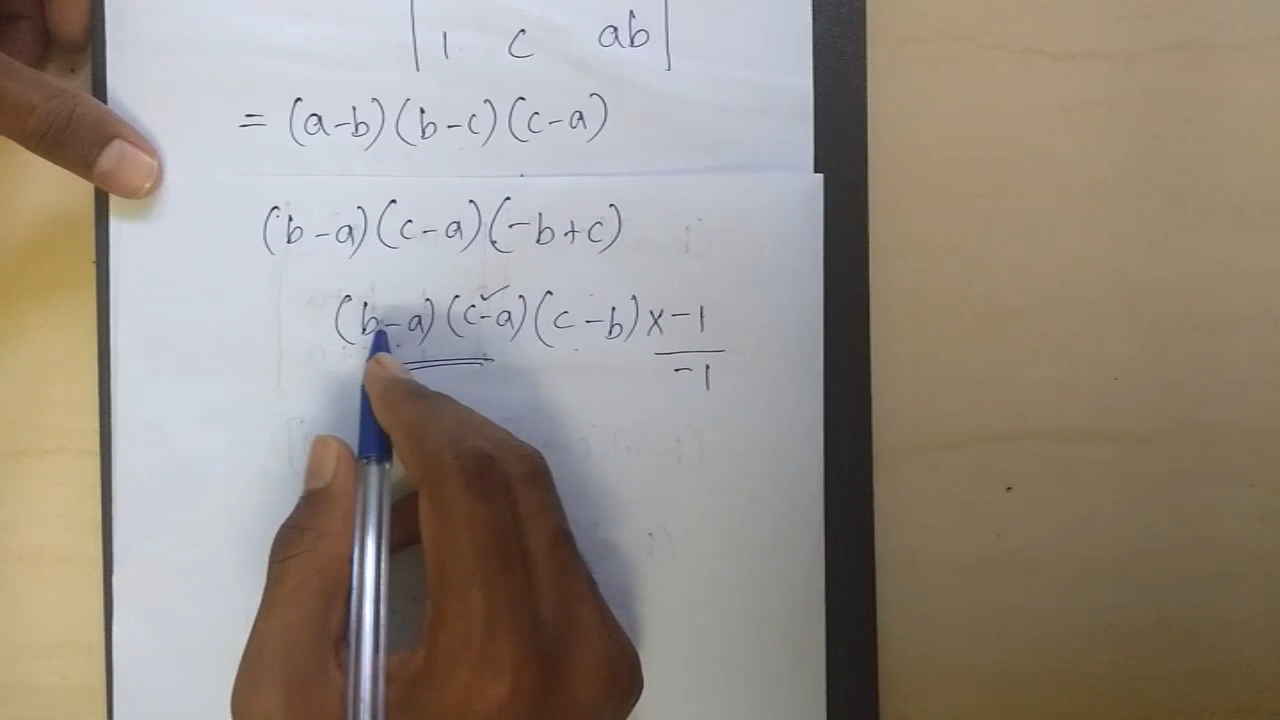 | 1 c ab |
= (a-b)(b-c)(c-a)
(b-a)(c-a)(-b+c)
(b-a)(c-a)(c-b) x -1
-1